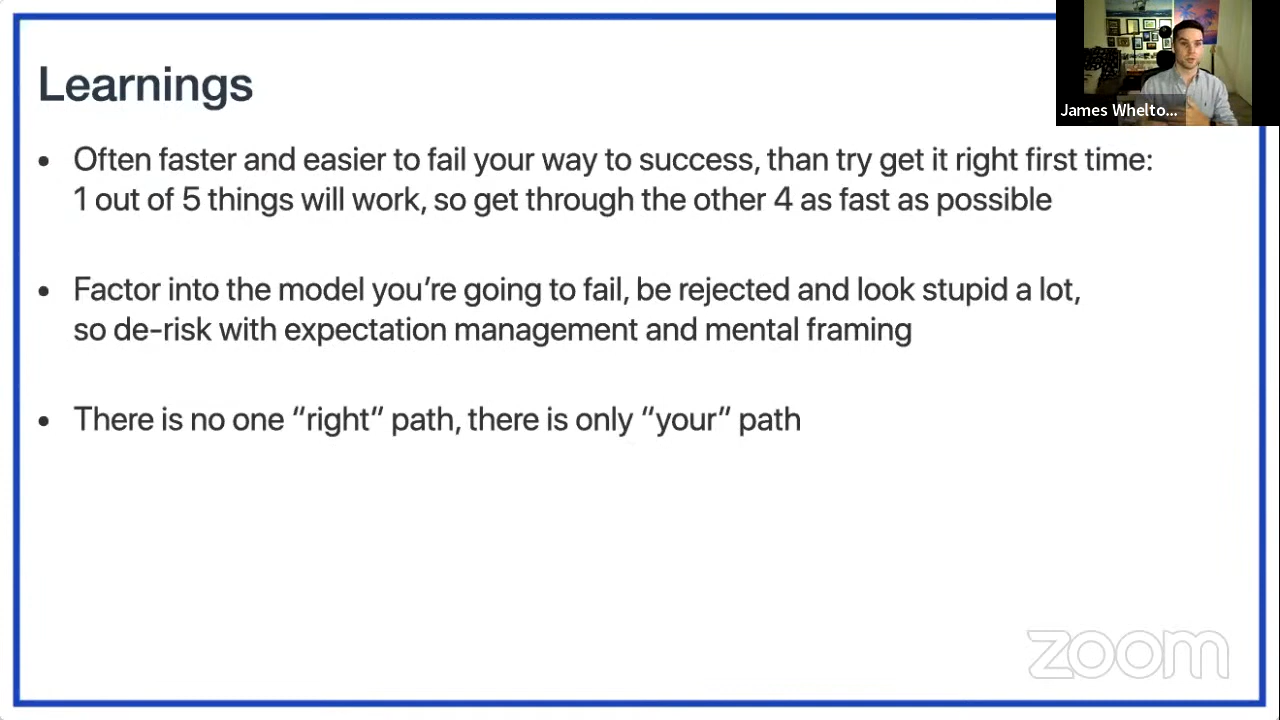 Learnings
James Whelto...
• Often faster and easier to fail your way to success, than try get it right first time:
1 out of 5 things will work, so get through the other 4 as fast as possible
• Factor into the model you’re going to fail, be rejected and look stupid a lot,
so de-risk with expectation management and mental framing
• There is no one “right” path, there is only “your” path
zoom